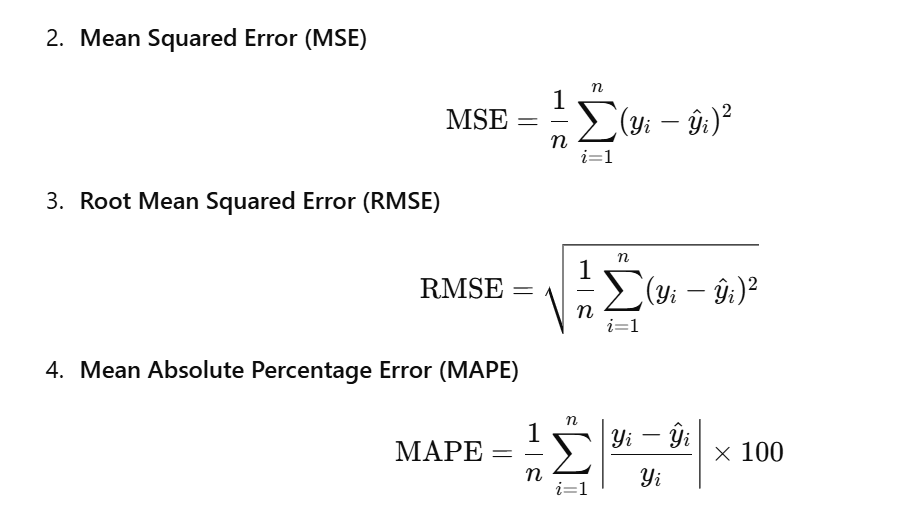 2. Mean Squared Error (MSE)
MSE = \frac{1}{n} \sum_{i=1}^{n} (y_i − \hat{y}_i)^2
3. Root Mean Squared Error (RMSE)
RMSE = \sqrt{\frac{1}{n} \sum_{i=1}^{n} (y_i − \hat{y}_i)^2}
4. Mean Absolute Percentage Error (MAPE)
MAPE = \frac{1}{n} \sum_{i=1}^{n} \left| \frac{y_i − \hat{y}_i}{y_i} \right| × 100